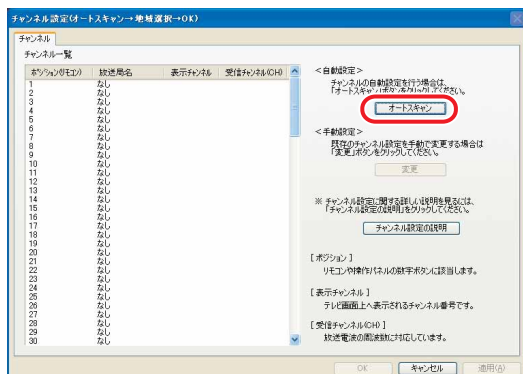 チャンネル設定(オートスキャン→地域選択→OK)
チャンネル
チャンネル一覧
ポジション(リモコン) 放送局名 表示チャンネル 受信チャンネル(CH)
1 なし
2 なし
3 なし
4 なし
5 なし
6 なし
7 なし
8 なし
9 なし
10 なし
11 なし
12 なし
13 なし
14 なし
15 なし
16 なし
17 なし
18 なし
19 なし
20 なし
21 なし
22 なし
23 なし
24 なし
25 なし
26 なし
27 なし
28 なし
29 なし
30 なし
<自動設定>
チャンネルの自動設定を行う場合は、
「オートスキャン」ボタンをクリックしてください。
オートスキャン
<手動設定>
既存のチャンネル設定を手動で変更する場合は
「変更」ボタンをクリックしてください。
変更
※ チャンネル設定に関する詳しい説明を見るには、
「チャンネル設定の説明」をクリックしてください。
チャンネル設定の説明
[ ポジション ]
リモコンや操作パネルの数字ボタンに該当します。
[ 表示チャンネル ]
テレビ画面上へ表示されるチャンネル番号です。
[ 受信チャンネル(CH) ]
放送電波の周波数に対応しています。
OK キャンセル 適用(A)